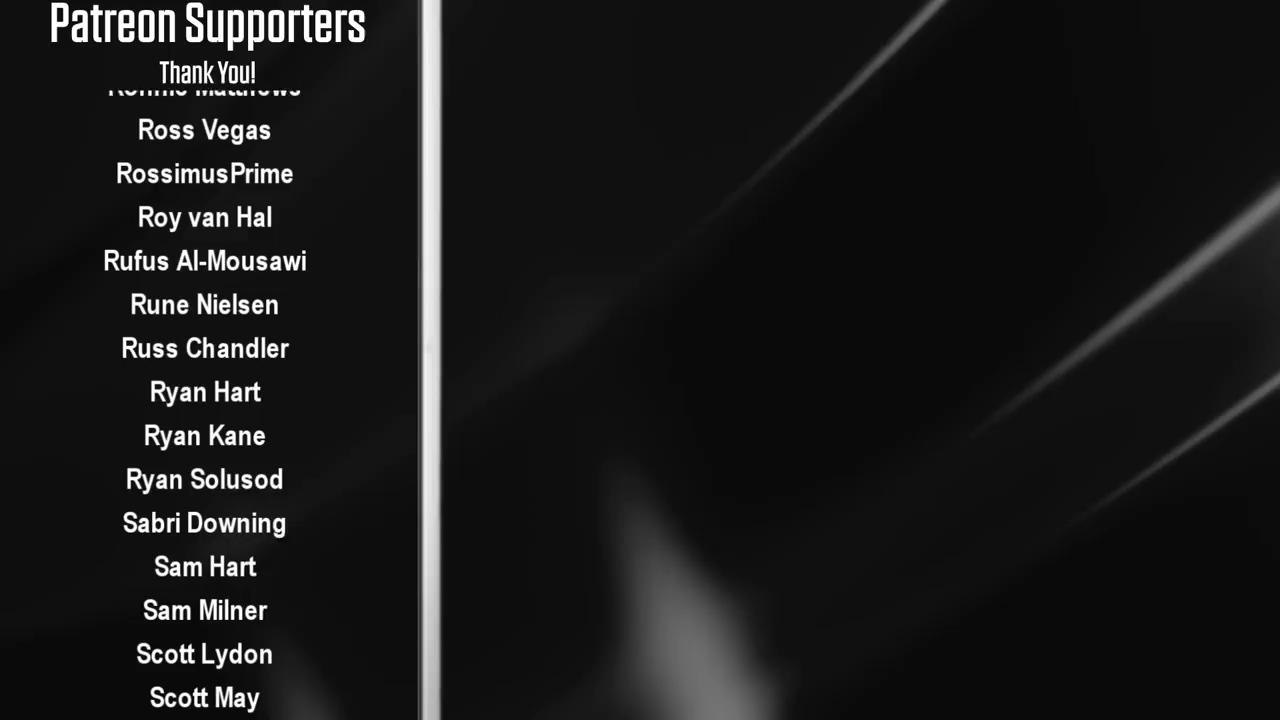 Patreon Supporters
Thank You!
Matthews
Ross Vegas
RossimusPrime
Roy van Hal
Rufus Al-Mousawi
Rune Nielsen
Russ Chandler
Ryan Hart
Ryan Kane
Ryan Solusod
Sabri Downing
Sam Hart
Sam Milner
Scott Lydon
Scott May